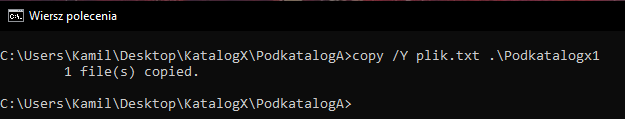 Wiersz polecenia
C:\Users\Kamil\Desktop\KatalogX\PodkatalogA>copy /Y plik.txt .\Podkatalogx1
        1 file(s) copied.
C:\Users\Kamil\Desktop\KatalogX\PodkatalogA>